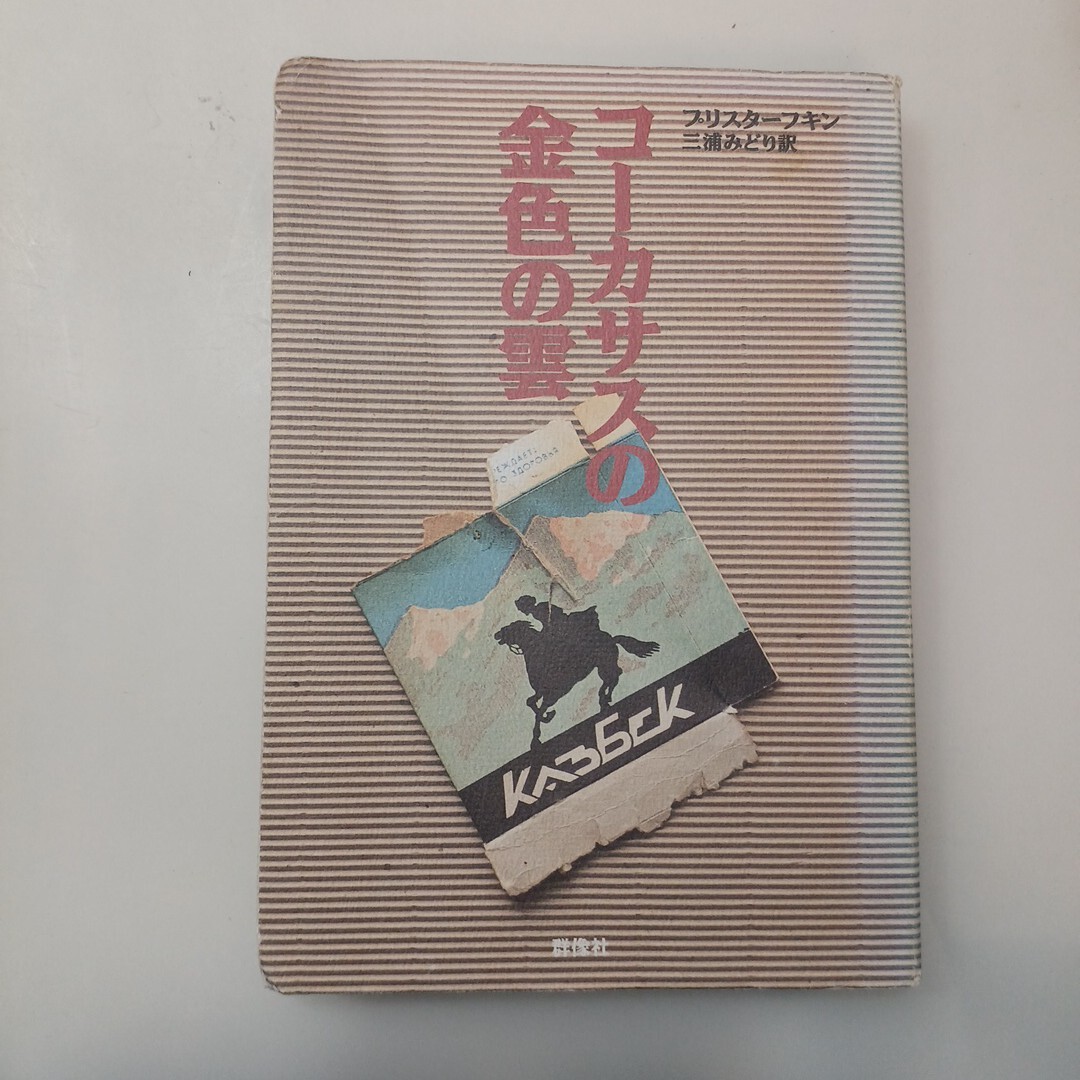 コーカサスの
金色の雲
プリスターフキン
三浦みどり訳
КАЗБЕК
群像社